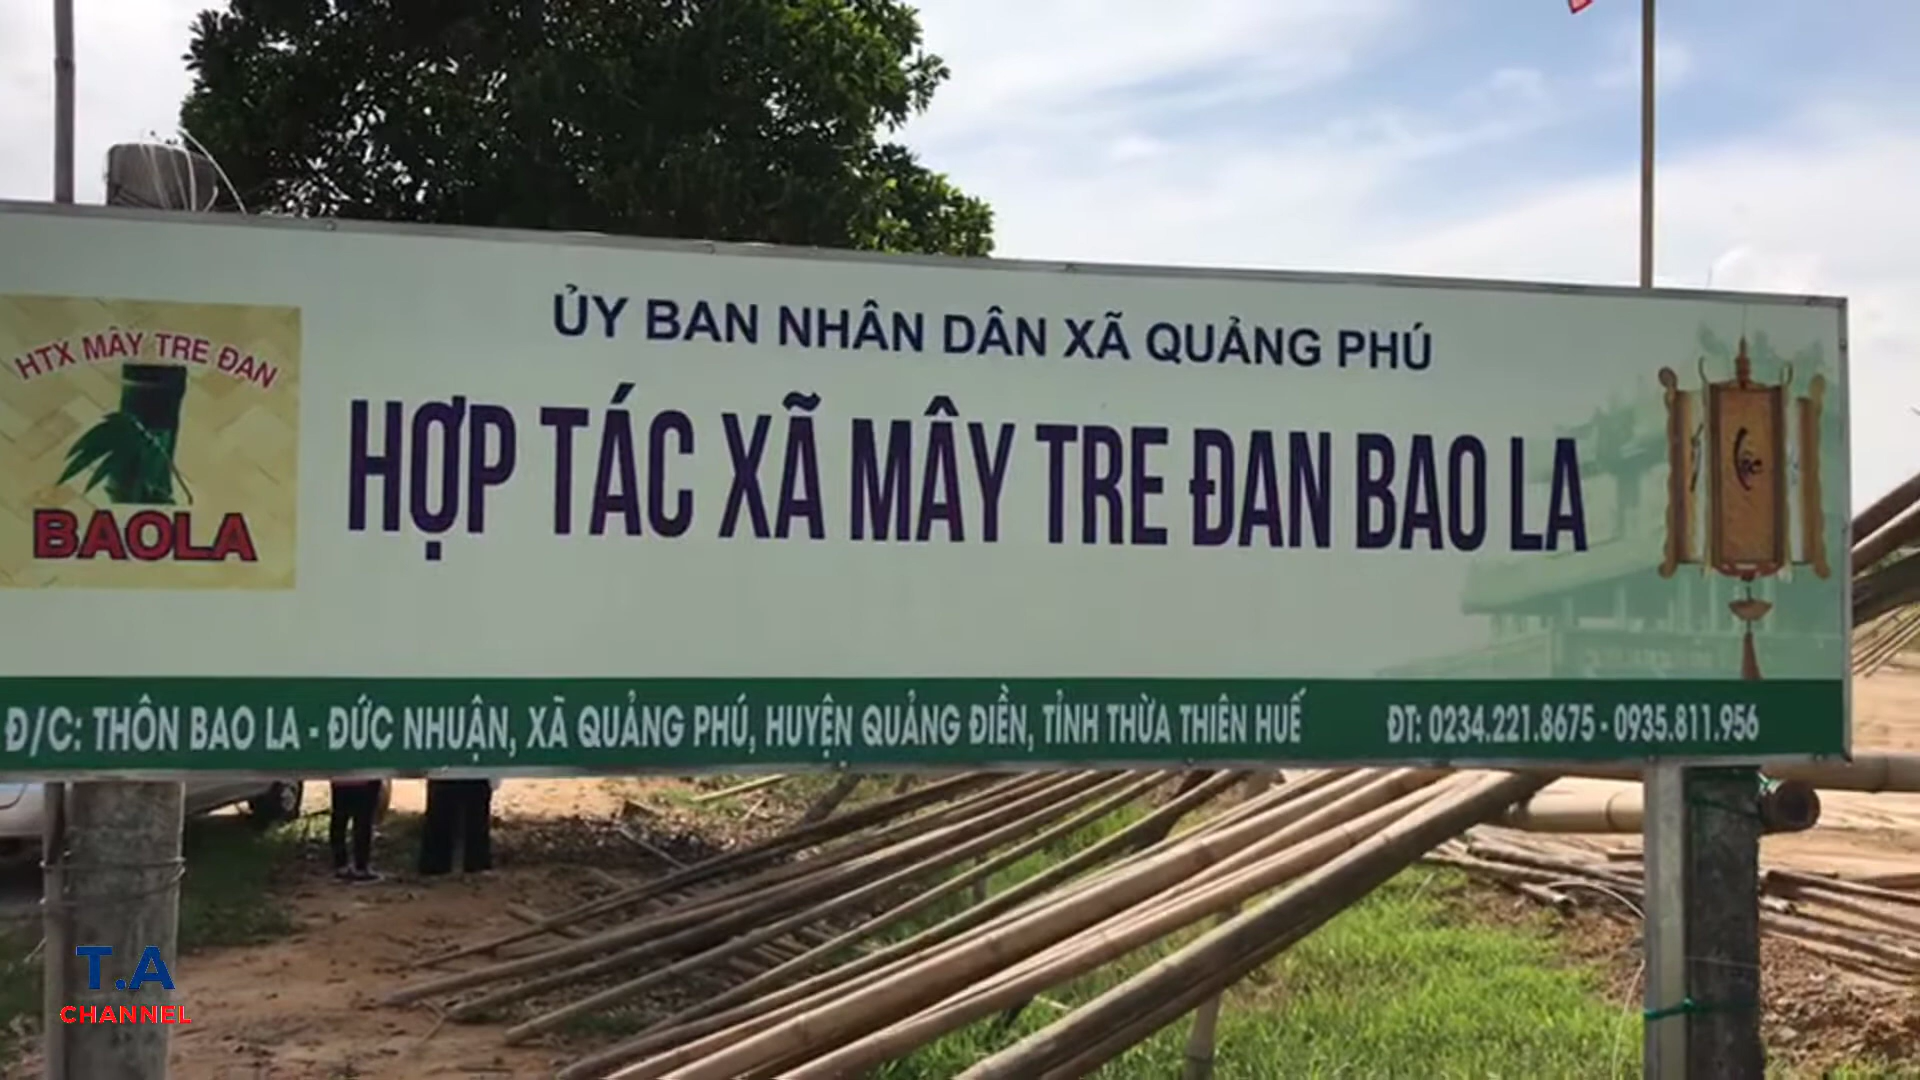 ỦY BAN NHÂN DÂN XÃ QUẢNG PHÚ
HTX MÂY TRE ĐAN
BAOLA
HỢP TÁC XÃ MÂY TRE ĐAN BAO LA
Lộc
Đ/C: THÔN BAO LA - ĐỨC NHUẬN, XÃ QUẢNG PHÚ, HUYỆN QUẢNG ĐIỀN, TỈNH THỪA THIÊN HUẾ
ĐT: 0234.221.8675 - 0935.811.956
T.A
CHANNEL